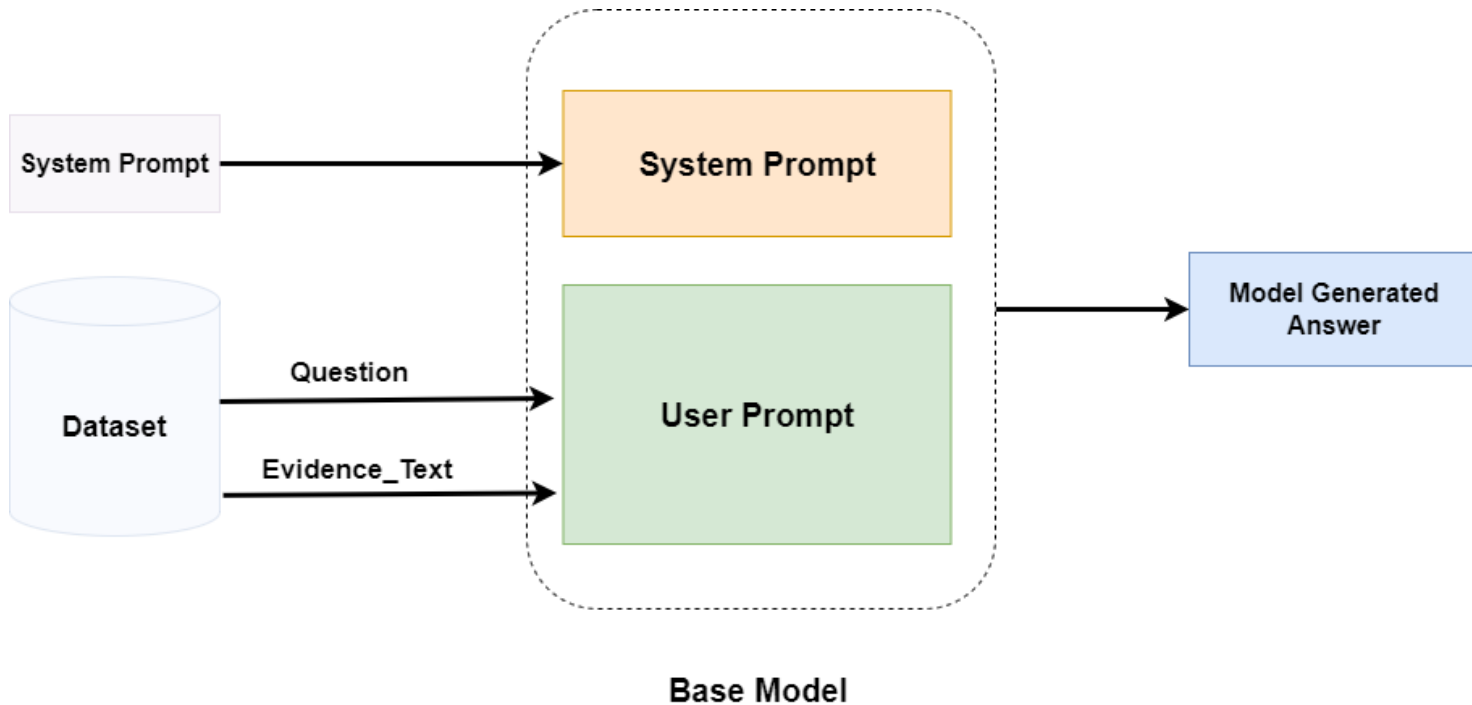 System Prompt
System Prompt
Dataset
Question
Evidence_Text
User Prompt
Model Generated
Answer
Base Model